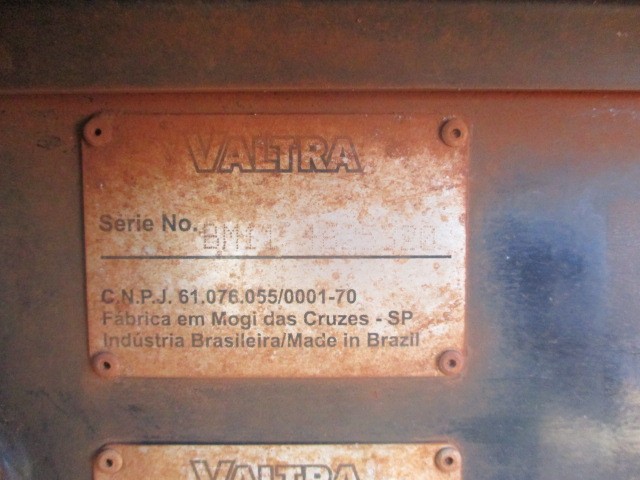 VALTRA
Serie No.
C.N.P.J. 61.076.055/0001-70
Fábrica em Mogi das Cruzes - SP
Indústria Brasileira/Made in Brazil
VALTRA